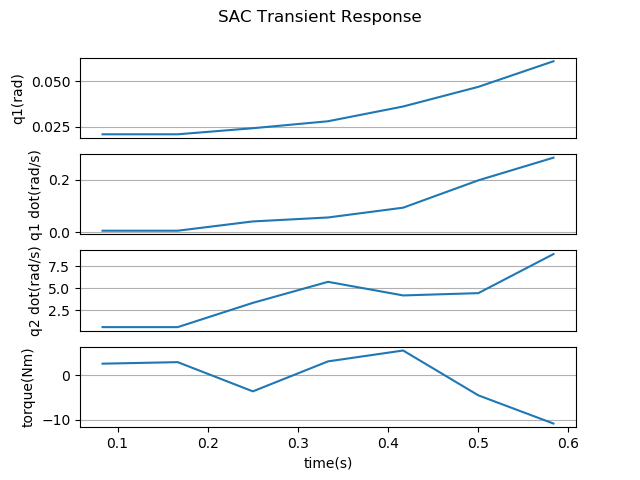 SAC Transient Response
q1(rad)
0.050
0.025
q1 dot(rad/s)
0.2
0.0
q2 dot(rad/s)
7.5
5.0
2.5
torque(Nm)
0
−10
0.1 0.2 0.3 0.4 0.5 0.6
time(s)